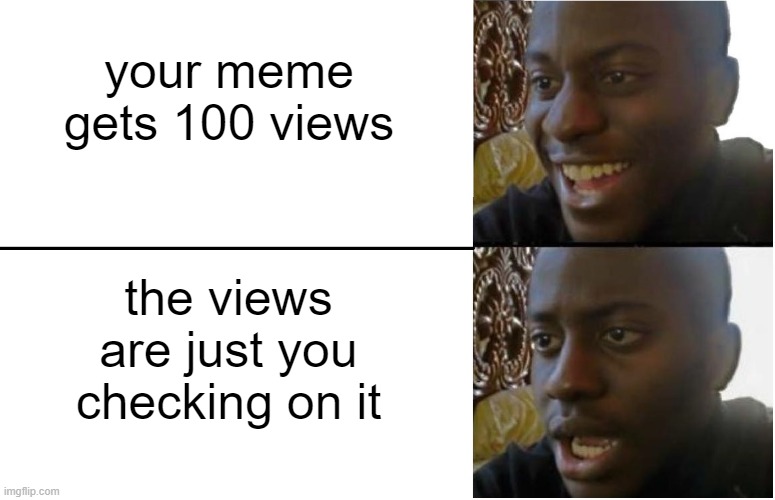 your meme
gets 100 views
the views
are just you
checking on it
imgflip.com